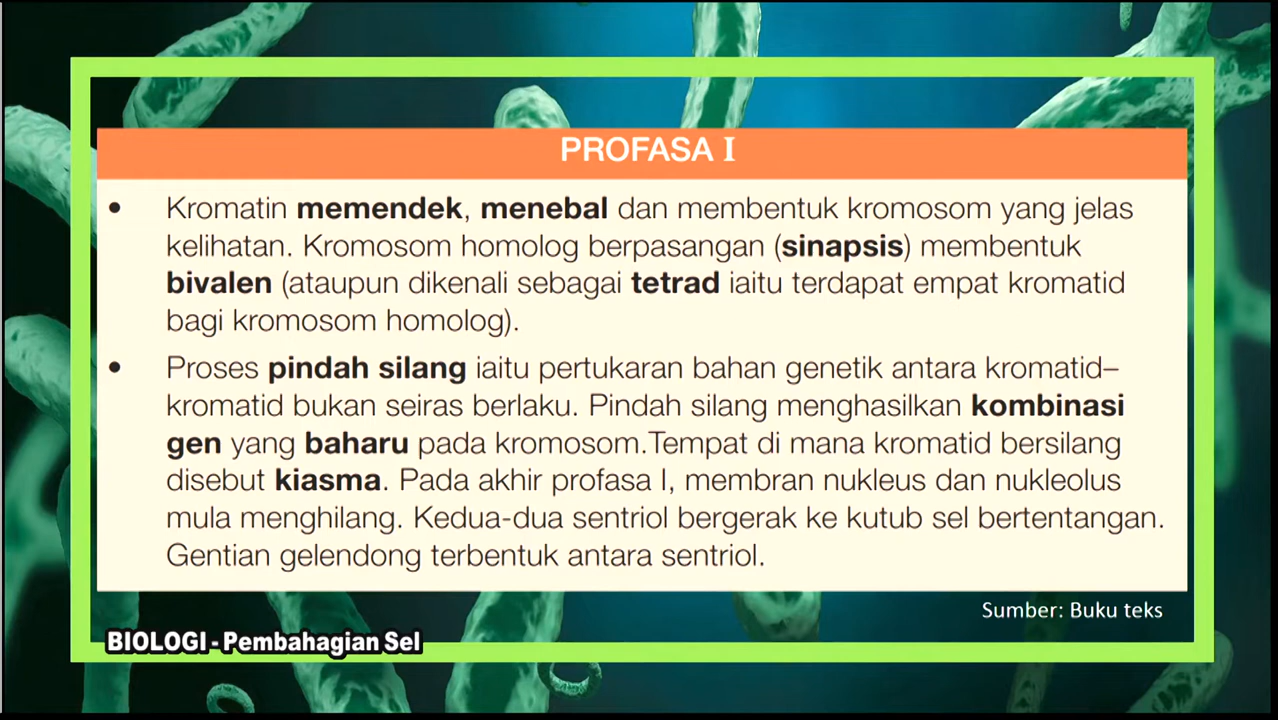 PROFASA I
• Kromatin memendek, menebal dan membentuk kromosom yang jelas
kelihatan. Kromosom homolog berpasangan (sinapsis) membentuk
bivalen (ataupun dikenali sebagai tetrad iaitu terdapat empat kromatid
bagi kromosom homolog).
• Proses pindah silang iaitu pertukaran bahan genetik antara kromatid–
kromatid bukan seiras berlaku. Pindah silang menghasilkan kombinasi
gen yang baharu pada kromosom.Tempat di mana kromatid bersilang
disebut kiasma. Pada akhir profasa I, membran nukleus dan nukleolus
mula menghilang. Kedua-dua sentriol bergerak ke kutub sel bertentangan.
Gentian gelendong terbentuk antara sentriol.
Sumber: Buku teks
BIOLOGI - Pembahagian Sel